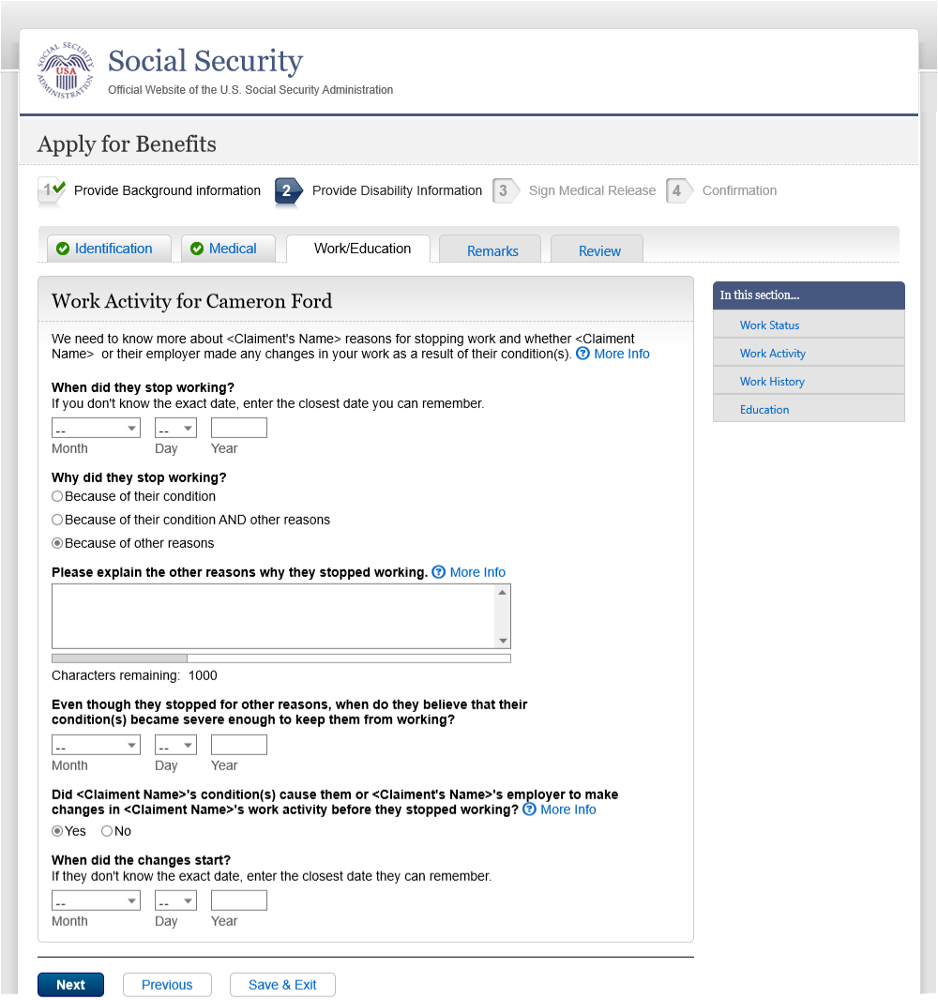 SOCIAL SECURITY ADMINISTRATION
USA
Social Security
Official Website of the U.S. Social Security Administration
Apply for Benefits
1 Provide Background information 2 Provide Disability Information 3 Sign Medical Release 4 Confirmation
Identification Medical Work/Education Remarks Review
Work Activity for Cameron Ford
We need to know more about <Claiment's Name> reasons for stopping work and whether <Claiment
Name> or their employer made any changes in your work as a result of their condition(s). ? More Info
When did they stop working?
If you don't know the exact date, enter the closest date you can remember.
-- --
Month Day Year
Why did they stop working?
Because of their condition
Because of their condition AND other reasons
Because of other reasons
Please explain the other reasons why they stopped working. ? More Info
Characters remaining: 1000
Even though they stopped for other reasons, when do they believe that their
condition(s) became severe enough to keep them from working?
-- --
Month Day Year
Did <Claiment Name>'s condition(s) cause them or <Claiment's Name>'s employer to make
changes in <Claiment Name>'s work activity before they stopped working? ? More Info
Yes No
When did the changes start?
If they don't know the exact date, enter the closest date they can remember.
-- --
Month Day Year
Next Previous Save & Exit
In this section...
Work Status
Work Activity
Work History
Education